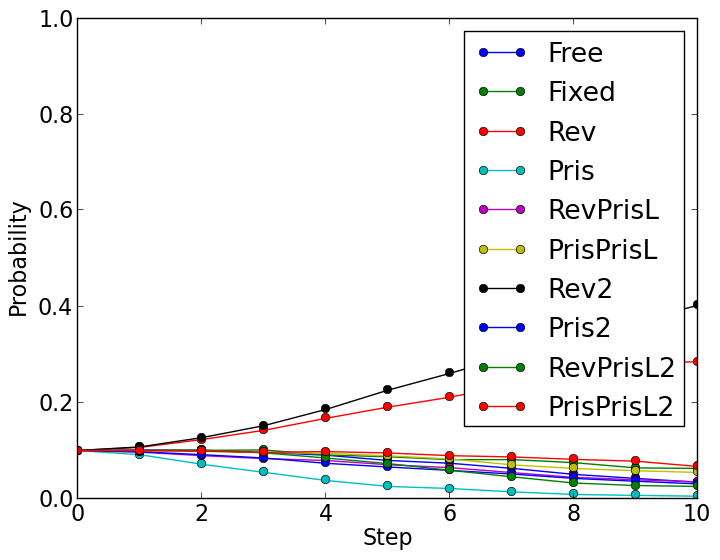 1.0
0.8
0.6
0.4
0.2
0.0
Probability
0 2 4 6 8 10
Step
Free
Fixed
Rev
Pris
RevPrisL
PrisPrisL
Rev2
Pris2
RevPrisL2
PrisPrisL2